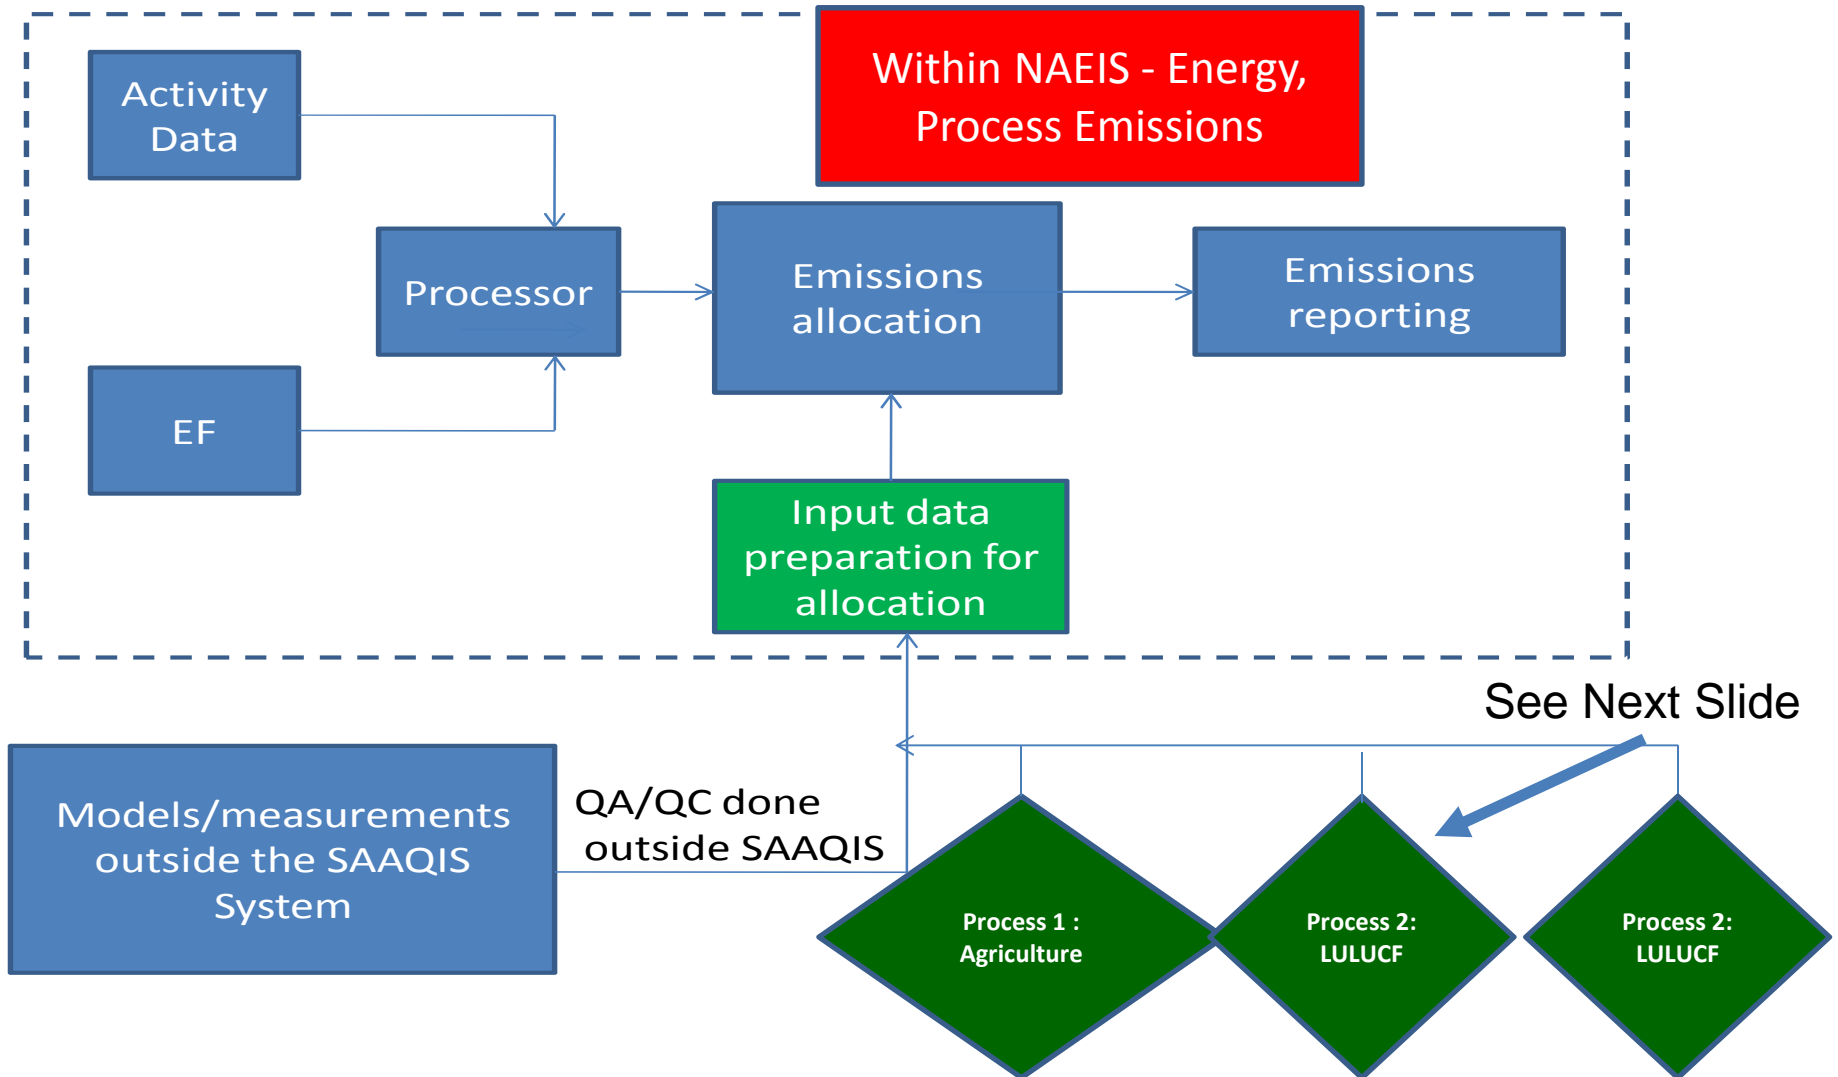 Within NAEIS - Energy,
Process Emissions
Activity
Data
Processor
Emissions
allocation
Emissions
reporting
EF
Input data
preparation for
allocation
See Next Slide
Models/measurements
outside the SAAQIS
System
QA/QC done
outside SAAQIS
Process 1 :
Agriculture
Process 2:
LULUCF
Process 2:
LULUCF